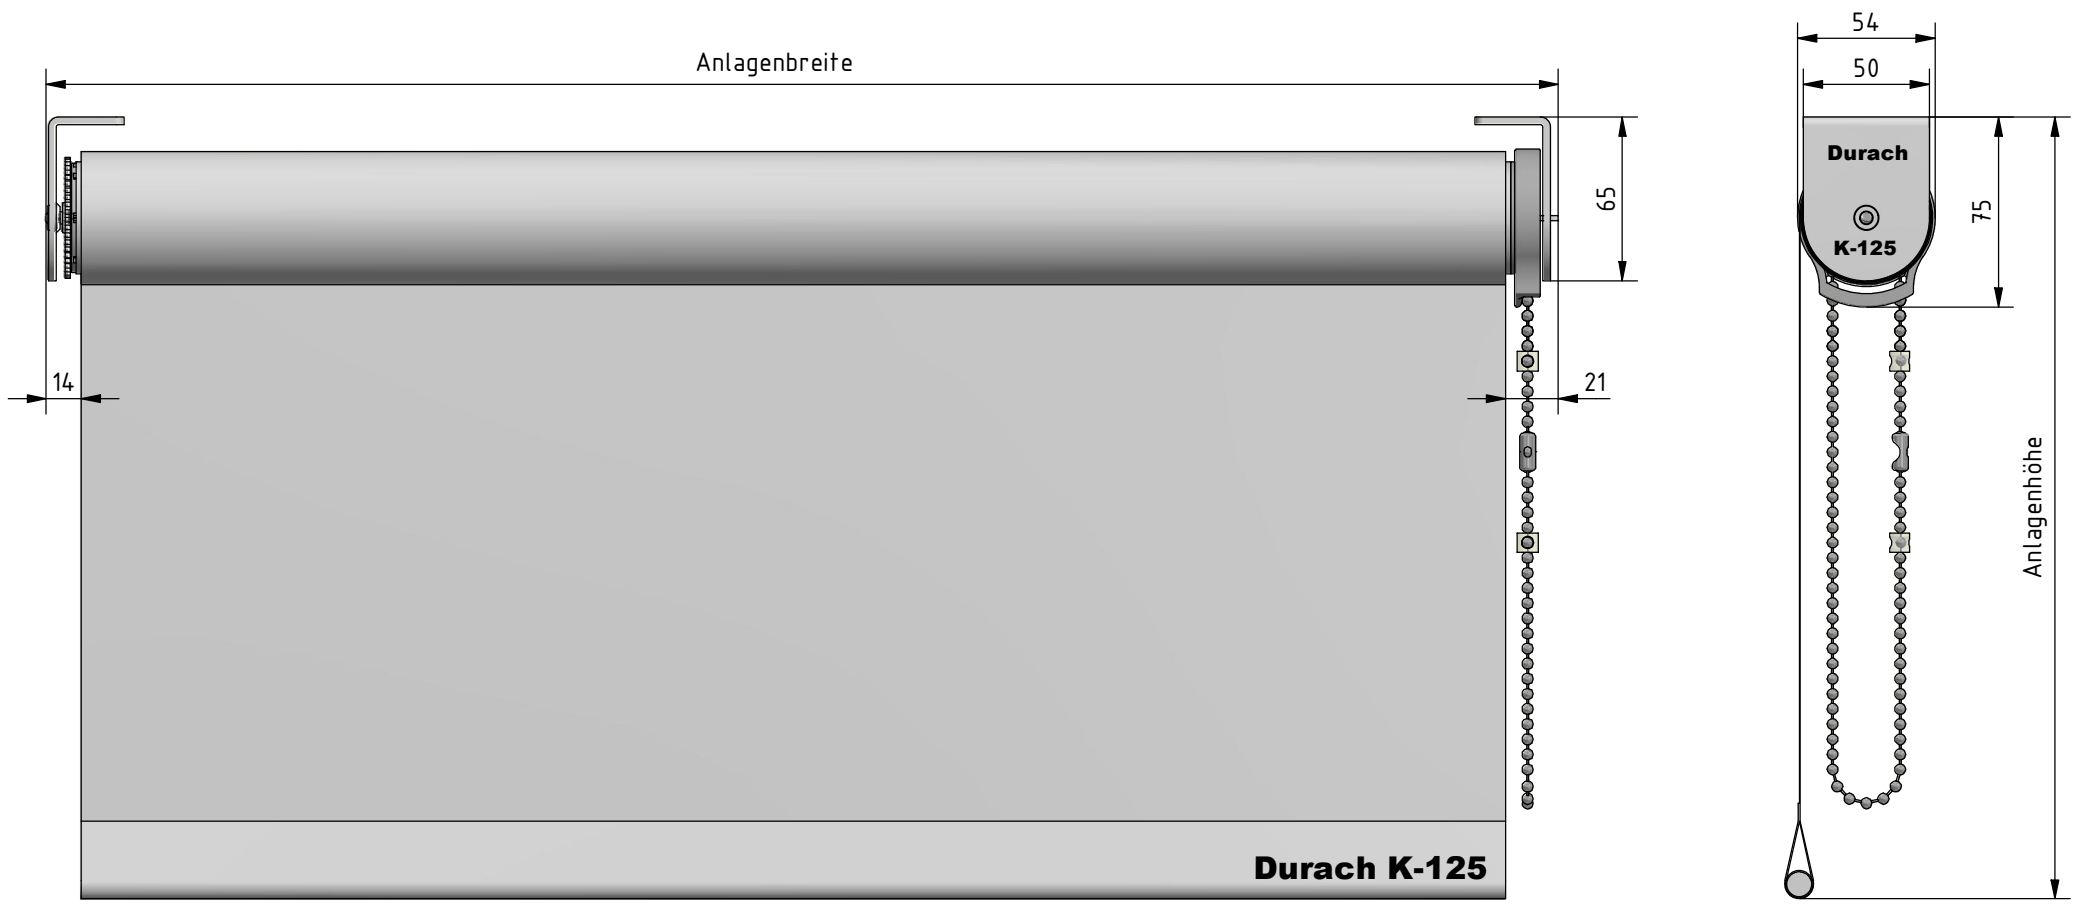 Anlagenbreite
54
50
65
75
Durach
K-125
14
21
Anlagenhöhe
Durach K-125